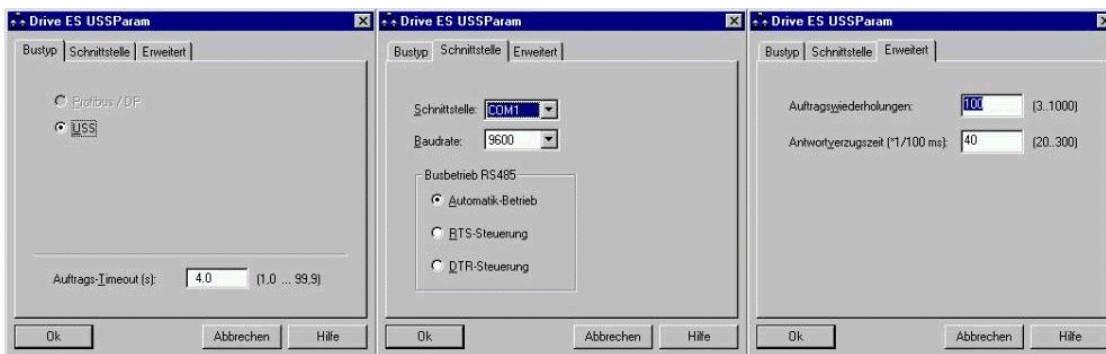 Drive ES USSParam
Bustyp Schnittstelle Erweitert
Profibus / DP
USS
Auftrags-Timeout (s): 4.0 (1,0 ... 99,9)
Ok Abbrechen Hilfe
Drive ES USSParam
Bustyp Schnittstelle Erweitert
Schnittstelle: COM1
Baudrate: 9600
Busbetrieb RS485
Automatik-Betrieb
RTS-Steuerung
DTR-Steuerung
Ok Abbrechen Hilfe
Drive ES USSParam
Bustyp Schnittstelle Erweitert
Auftragswiederholungen: 100 (3..1000)
Antwortverzugszeit (*1/100 ms): 40 (20..300)
Ok Abbrechen Hilfe